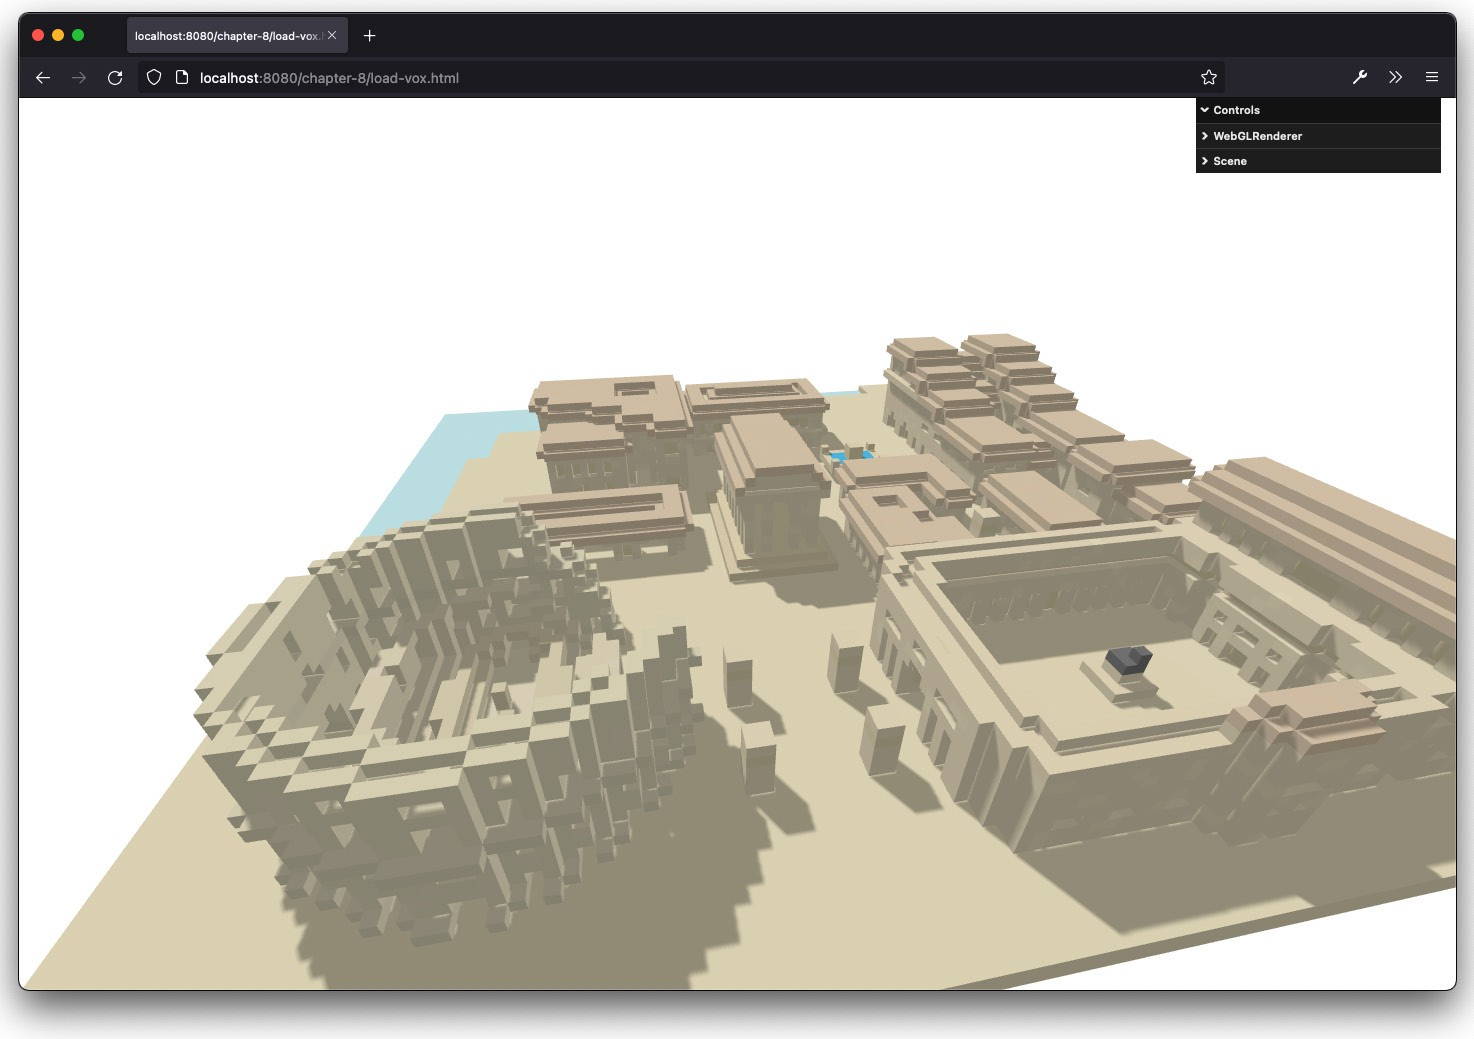 localhost:8080/chapter-8/load-vox.
localhost:8080/chapter-8/load-vox.html
Controls
WebGLRenderer
Scene